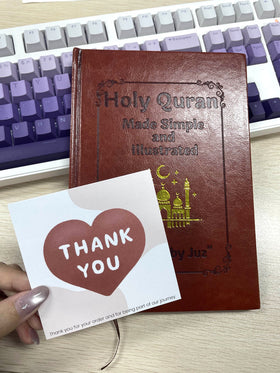 "Holy Quran
Made Simple
and
illustrated
by Juz"
THANK
YOU
Thank you for your order and for being part of our journey